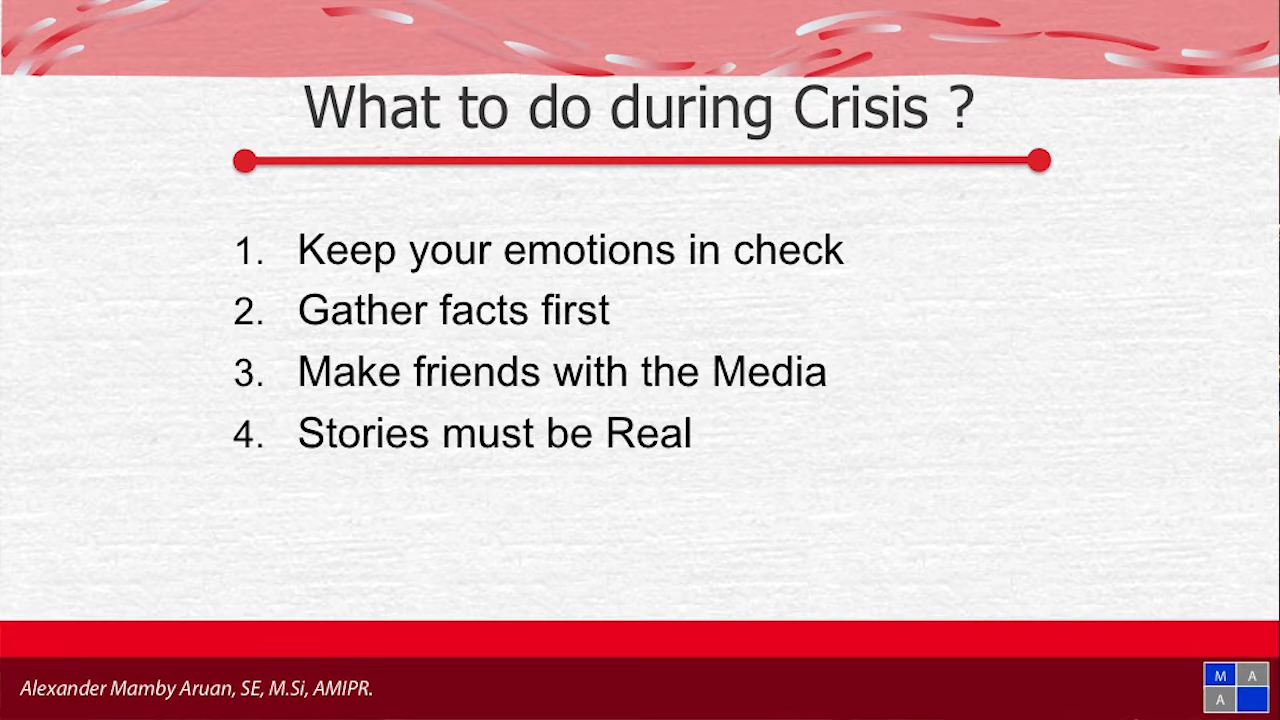 What to do during Crisis ?
1. Keep your emotions in check
2. Gather facts first
3. Make friends with the Media
4. Stories must be Real
Alexander Mamby Aruan, SE, M.Si, AMIPR.
M A
A